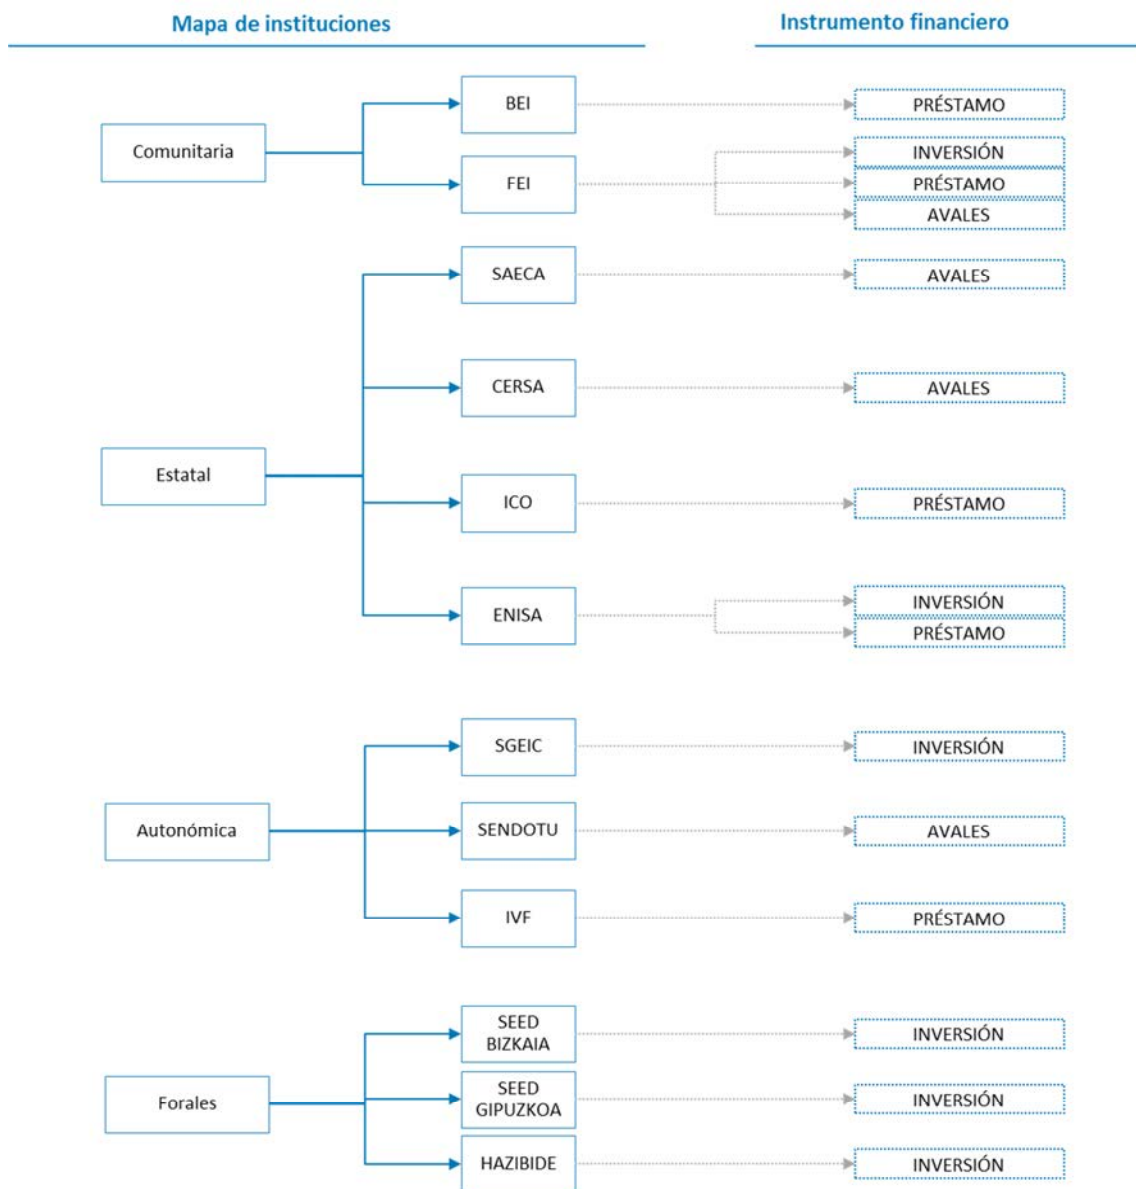 Mapa de instituciones
Instrumento financiero
Comunitaria
BEI
PRÉSTAMO
FEI
INVERSIÓN
PRÉSTAMO
AVALES
Estatal
SAECA
AVALES
CERSA
AVALES
ICO
PRÉSTAMO
ENISA
INVERSIÓN
PRÉSTAMO
Autonómica
SGEIC
INVERSIÓN
SENDOTU
AVALES
IVF
PRÉSTAMO
Forales
SEED
BIZKAIA
INVERSIÓN
SEED
GIPUZKOA
INVERSIÓN
HAZIBIDE
INVERSIÓN